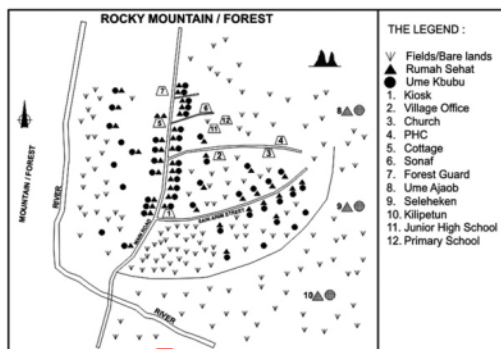 ROCKY MOUNTAIN / FOREST
MOUNTAIN / FOREST
RIVER
MAIN ROAD
7
6
5
12
11
4
2
3
1
8
9
10
RIVER
THE LEGEND :
Fields/Bare lands
Rumah Sehat
Ume Kbubu
1. Kiosk
2. Village Office
3. Church
4. PHC
5. Cottage
6. Sonaf
7. Forest Guard
8. Ume Ajaob
9. Seleheken
10. Kilipetun
11. Junior High School
12. Primary School